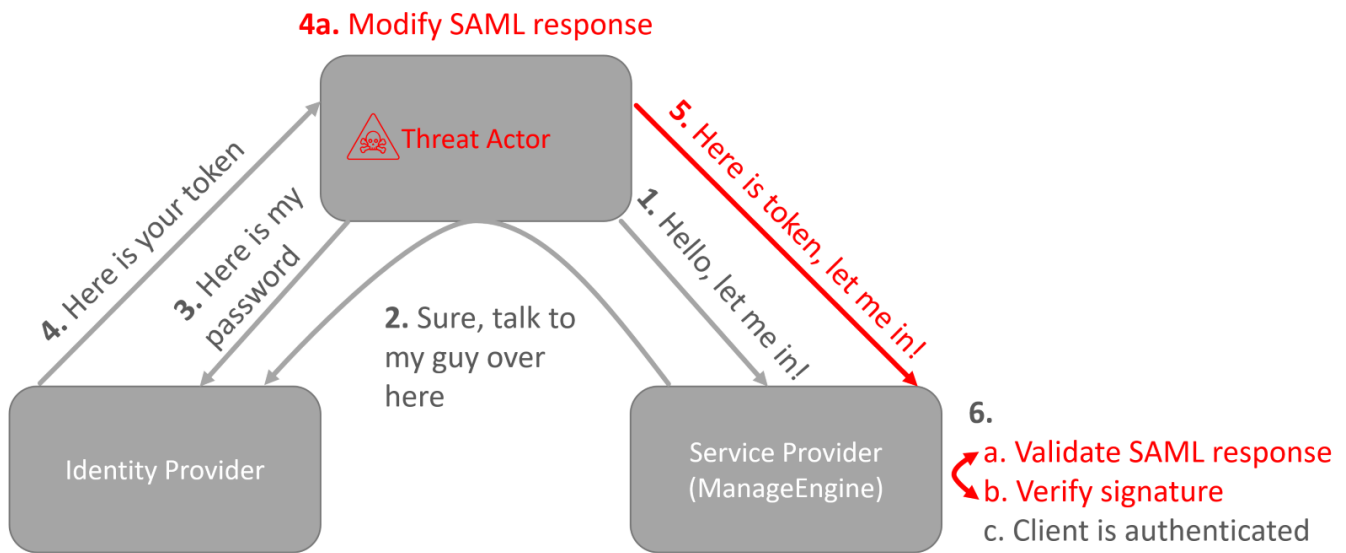 4a. Modify SAML response
Threat Actor
4. Here is your token
3. Here is my
password
2. Sure, talk to
my guy over
here
1. Hello, let me in!
5. Here is token, let me in!
Identity Provider
Service Provider
(ManageEngine)
6.
a. Validate SAML response
b. Verify signature
c. Client is authenticated